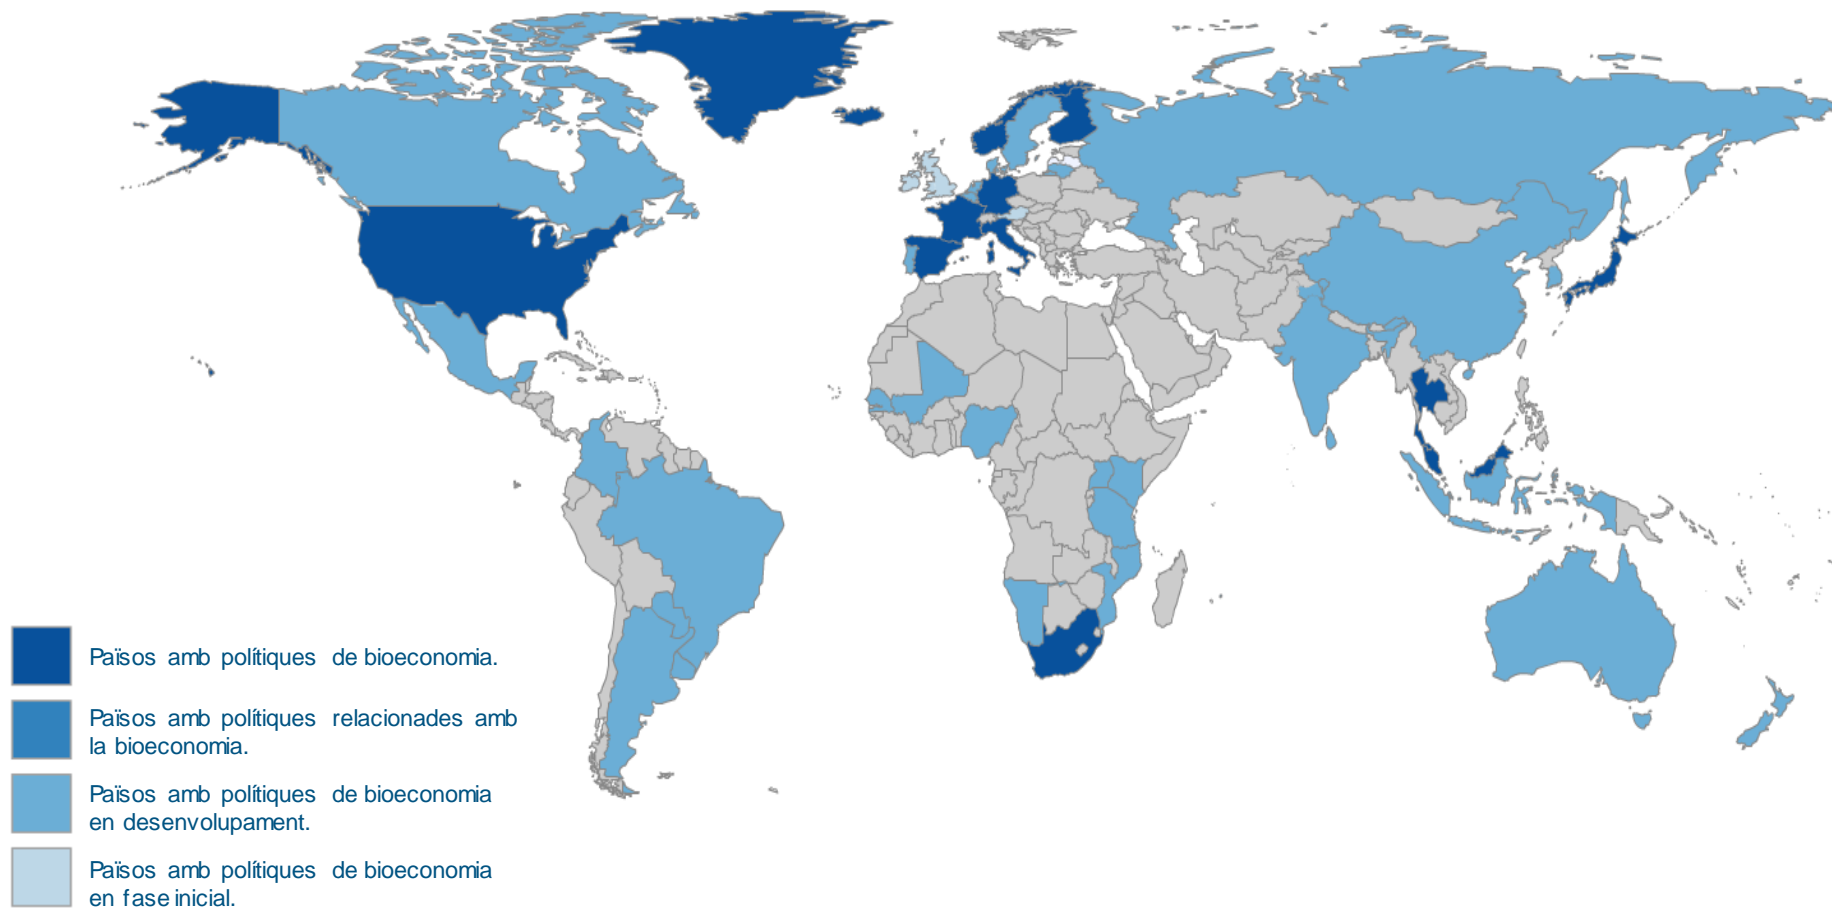 Països amb polítiques de bioeconomia.
Països amb polítiques relacionades amb
la bioeconomia.
Països amb polítiques de bioeconomia
en desenvolupament.
Països amb polítiques de bioeconomia
en fase inicial.